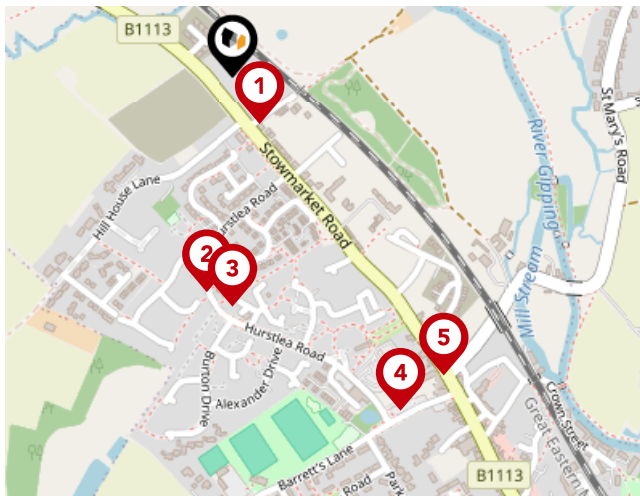 B1113
1
St Mary's Road
River Gipping
Stowmarket Road
Hill House Lane
Hurstlea Road
2
3
Mill Stream
Hurstlea Road
5
4
Burton Drive
Alexander Drive
Crown Street
Great Eastern
Barrett's Lane
B1113
Road
Park